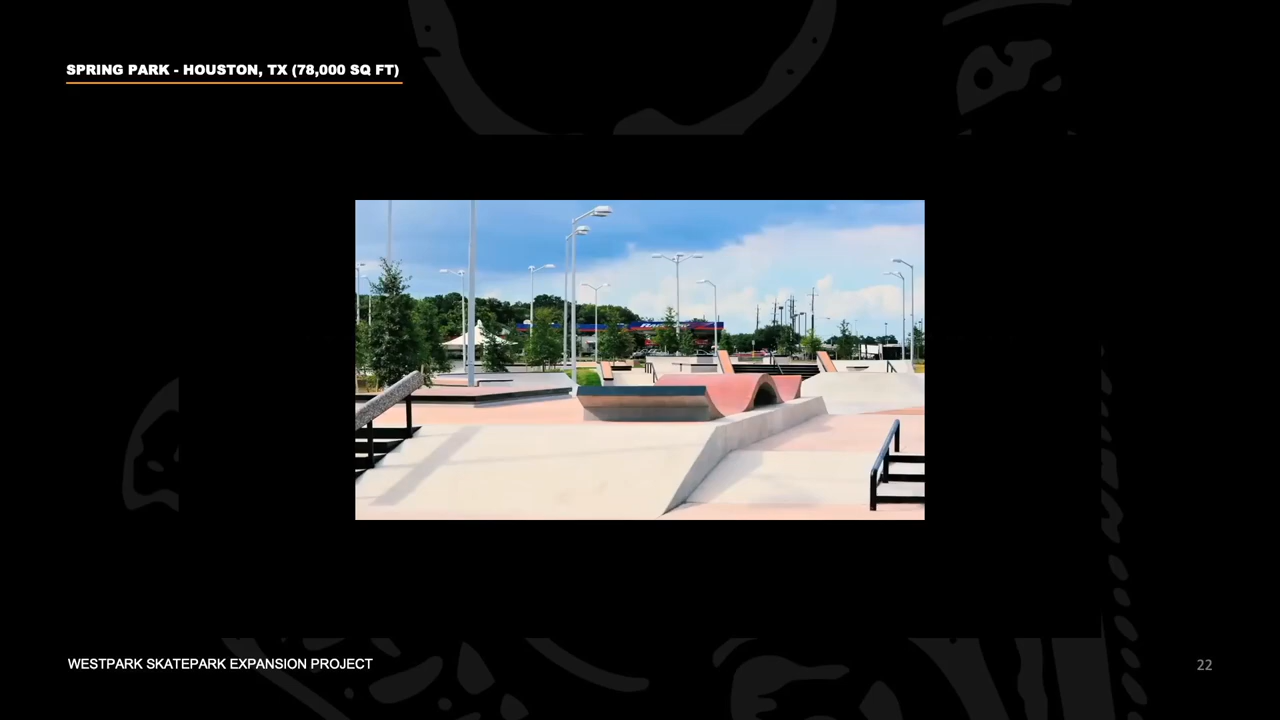 SPRING PARK - HOUSTON, TX (78,000 SQ FT)
WESTPARK SKATEPARK EXPANSION PROJECT
22